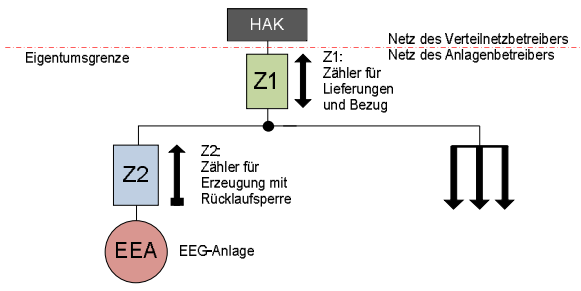 HAK
Netz des Verteilnetzbetreibers
Eigentumsgrenze
Netz des Anlagenbetreibers
Z1
Z1:
Zähler für
Lieferungen
und Bezug
Z2
Z2:
Zähler für
Erzeugung mit
Rücklaufsperre
EEA
EEG-Anlage